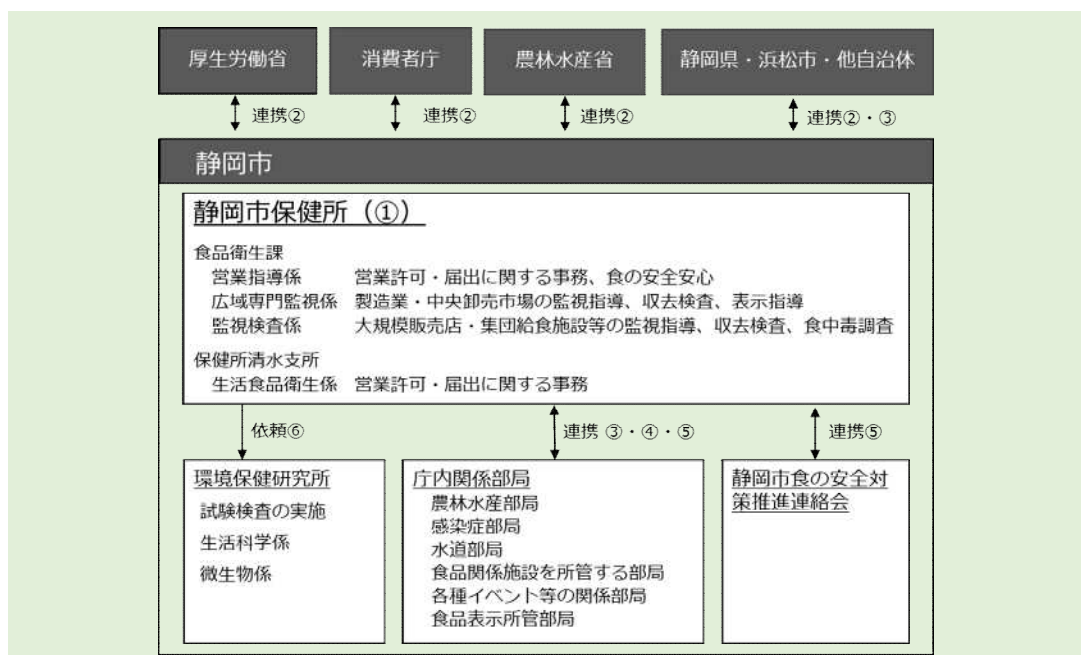 厚生労働省
消費者庁
農林水産省
静岡県・浜松市・他自治体
連携②
連携②
連携②
連携②・③
静岡市
静岡市保健所（①）
食品衛生課
営業指導係 営業許可・届出に関する事務、食の安全安心
広域専門監視係 製造業・中央卸売市場の監視指導、収去検査、表示指導
監視検査係 大規模販売店・集団給食施設等の監視指導、収去検査、食中毒調査
保健所清水支所
生活食品衛生係 営業許可・届出に関する事務
依頼⑥
連携 ③・④・⑤
連携⑤
環境保健研究所
試験検査の実施
生活科学係
微生物係
庁内関係部局
農林水産部局
感染症部局
水道部局
食品関係施設を所管する部局
各種イベント等の関係部局
食品表示所管部局
静岡市食の安全対
策推進連絡会